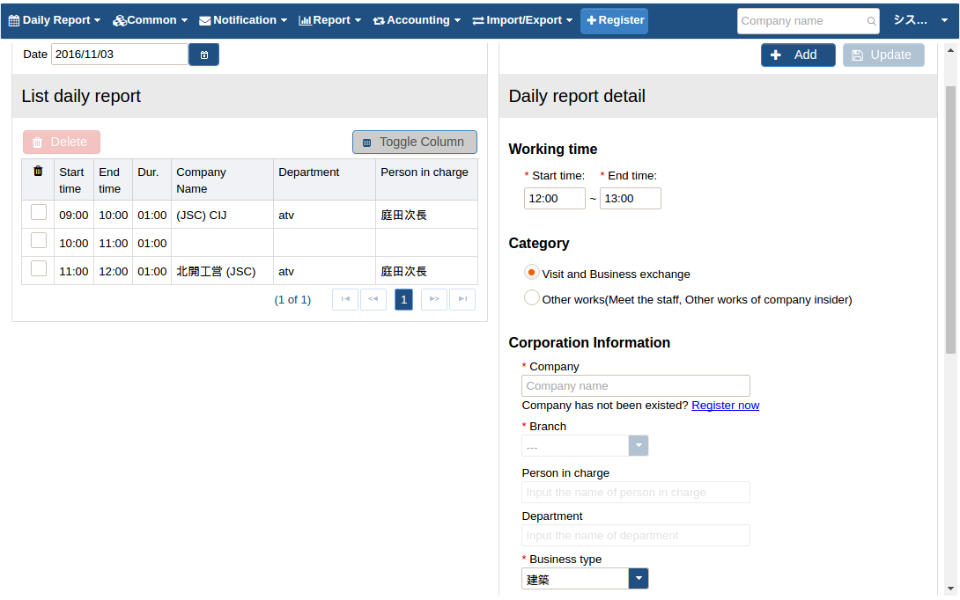 Daily Report Common Notification Report Accounting Import/Export Register Company name シス...
Date 2016/11/03
Add Update
List daily report
Daily report detail
Delete Toggle Column
Start time End time Dur. Company Name Department Person in charge
09:00 10:00 01:00 (JSC) CIJ atv 庭田次長
10:00 11:00 01:00
11:00 12:00 01:00 北開工営 (JSC) atv 庭田次長
(1 of 1) 1
Working time
* Start time: * End time:
12:00 ~ 13:00
Category
Visit and Business exchange
Other works(Meet the staff, Other works of company insider)
Corporation Information
* Company
Company name
Company has not been existed? Register now
* Branch
---
Person in charge
Input the name of person in charge
Department
Input the name of department
* Business type
建築